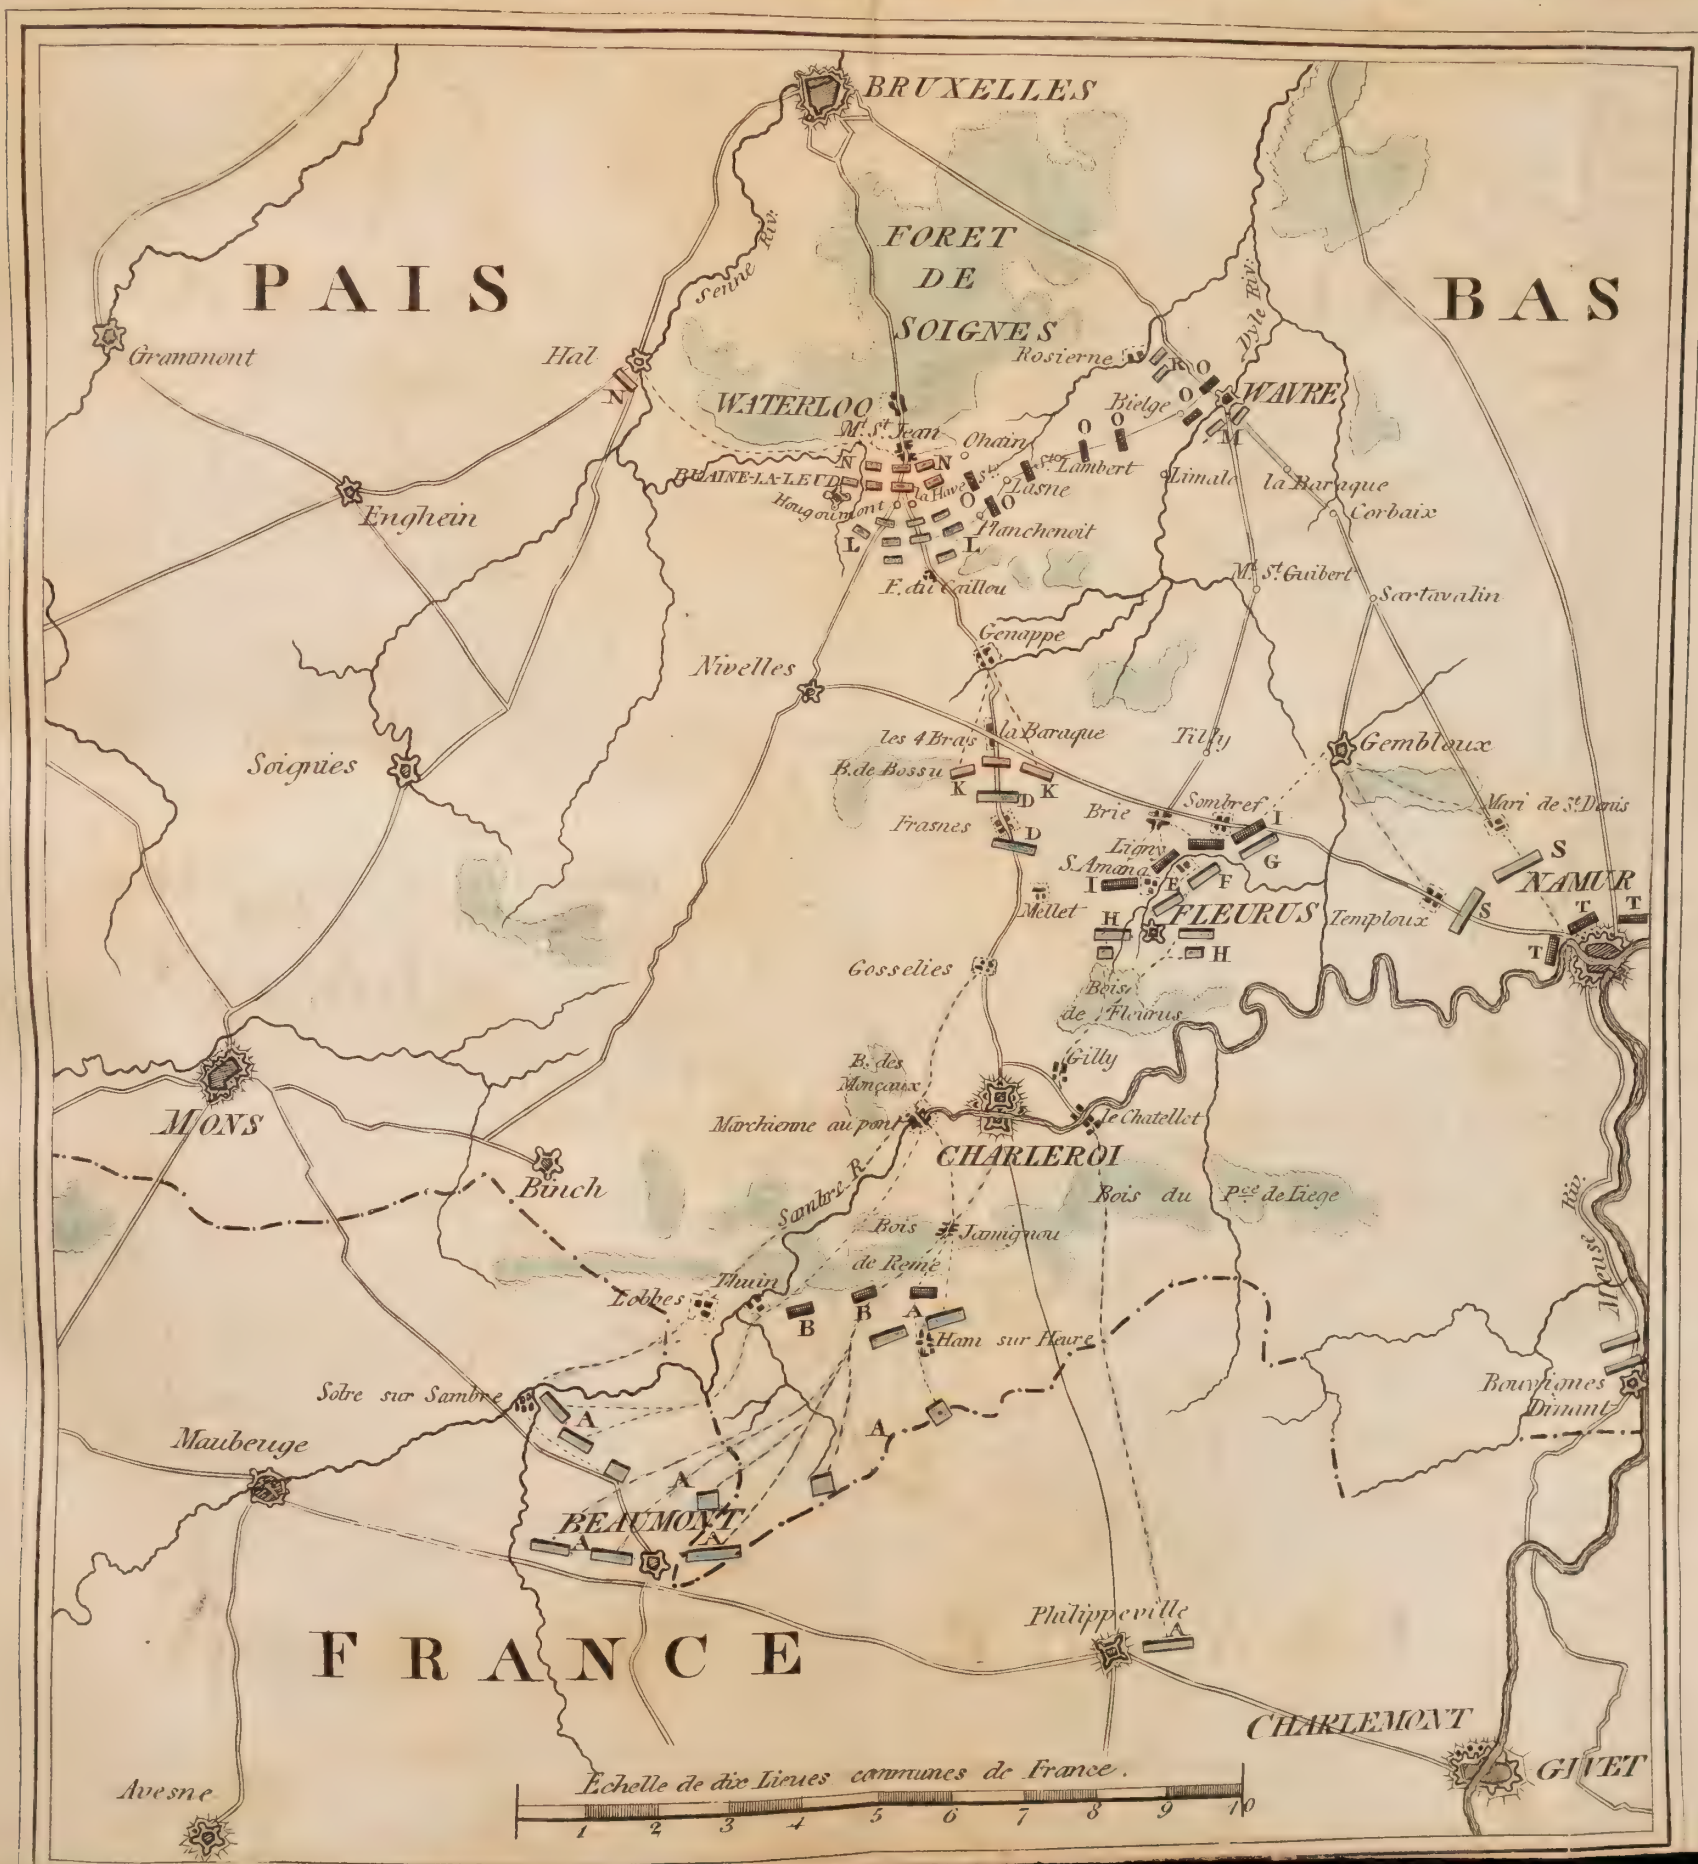 BRUXELLES
FORET
DE
SOIGNES
PAIS
BAS
Senne Riv:
Dyle Riv:
Grammont
Hal
N
Rosierne
R
O
O
WAVRE
Bielge
M
WATERLOO
Mt. St. Jean
Ohain
O
O
N
N
BRAINE-LA-LEUD
la Haye Ste
St. Lambert
Limale
la Baraque
Lasne
Hougoumont
O
O
Corbaix
Enghein
Planchenoit
L
L
F. du Caillou
Mt. St. Guibert
Sartavalin
Genappe
Nivelles
les 4 Bras
la Baraque
Tilly
Gembloux
Soignies
B. de Bossu
K
K
D
Brie
Sombref
Mari de St. Denis
Frasnes
D
I
Ligny
G
S. Amand
I
E
F
S
NAMUR
Mellet
H
FLEURUS
Temploux
S
T
T
T
H
Gosselies
Bois
de Fleurus
B. des
Monçaux
Gilly
MONS
Marchienne au pont
le Chatellet
CHARLEROI
Binch
Sambre R
Bois du Pce de Liege
Bois
de Reme
Jamignou
Meuse Riv.
Lobbes
Thuin
B
B
A
Ham sur Heure
Sotre sur Sambre
A
A
Bouvignes
Dinant
Maubeuge
A
BEAUMONT
A
A
Philippeville
A
FRANCE
CHARLEMONT
GIVET
Avesne
Echelle de dix Lieues communes de France.
1 2 3 4 5 6 7 8 9 10